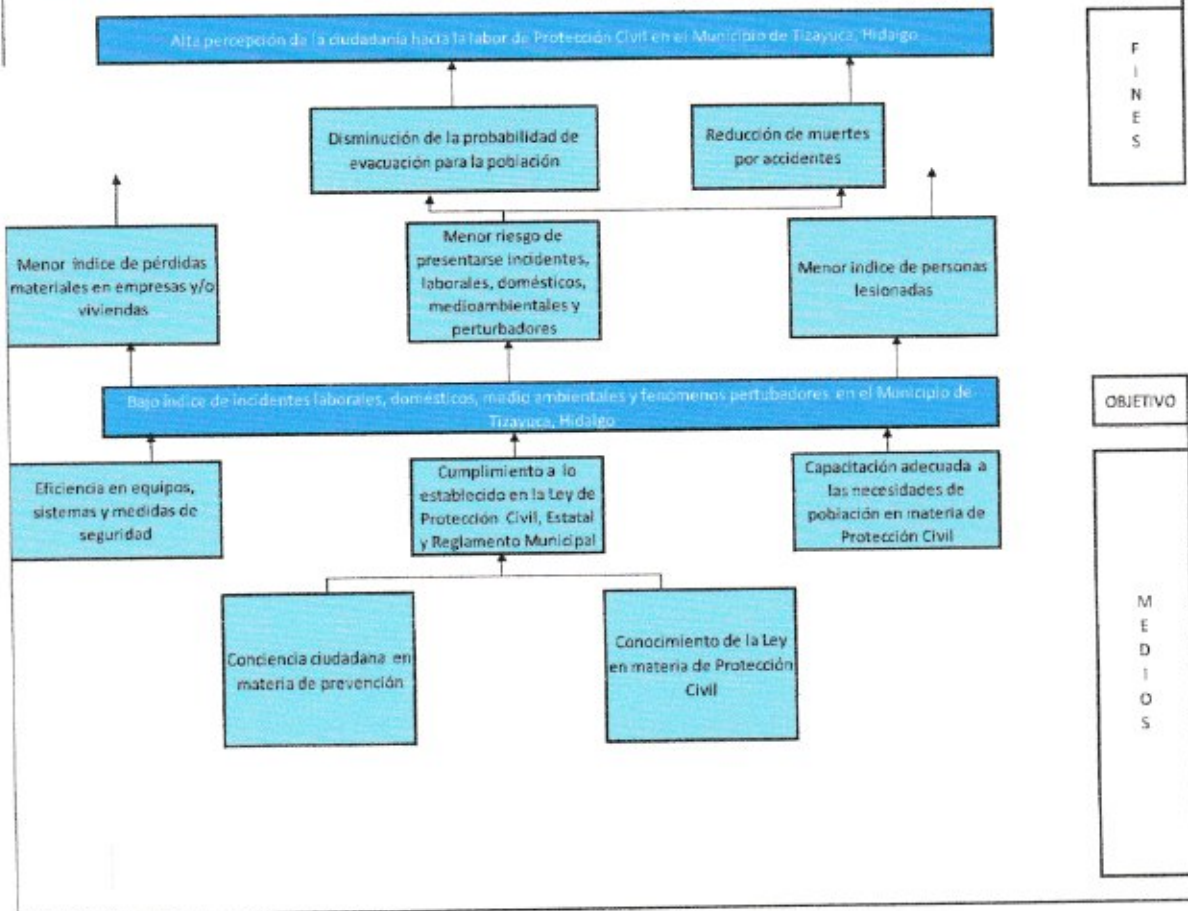 Alta percepción de la ciudadanía hacia la labor de Protección Civil en el Municipio de Tizayuca, Hidalgo
F
I
N
E
S
Disminución de la probabilidad de
evacuación para la población
Reducción de muertes
por accidentes
Menor índice de pérdidas
materiales en empresas y/o
viviendas
Menor riesgo de
presentarse incidentes,
laborales, domésticos,
medioambientales y
perturbadores
Menor índice de personas
lesionadas
Bajo índice de incidentes laborales, domésticos, medio ambientales y fenómenos pertubadores en el Municipio de
Tizayuca, Hidalgo
OBJETIVO
Eficiencia en equipos,
sistemas y medidas de
seguridad
Cumplimiento a lo
establecido en la Ley de
Protección Civil, Estatal
y Reglamento Municipal
Capacitación adecuada a
las necesidades de
población en materia de
Protección Civil
Conciencia ciudadana en
materia de prevención
Conocimiento de la Ley
en materia de Protección
Civil
M
E
D
I
O
S